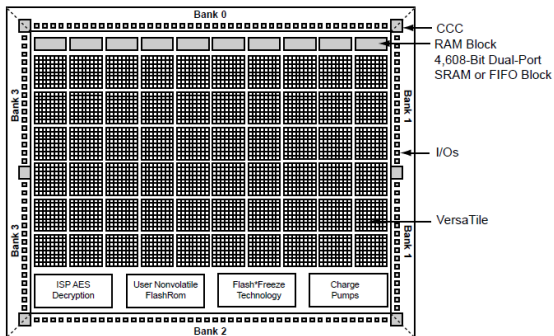 Bank 0
CCC
RAM Block
4,608-Bit Dual-Port
SRAM or FIFO Block
Bank 3
Bank 1
I/Os
VersaTile
Bank 3
Bank 1
ISP AES
Decryption
User Nonvolatile
FlashRom
Flash*Freeze
Technology
Charge
Pumps
Bank 2